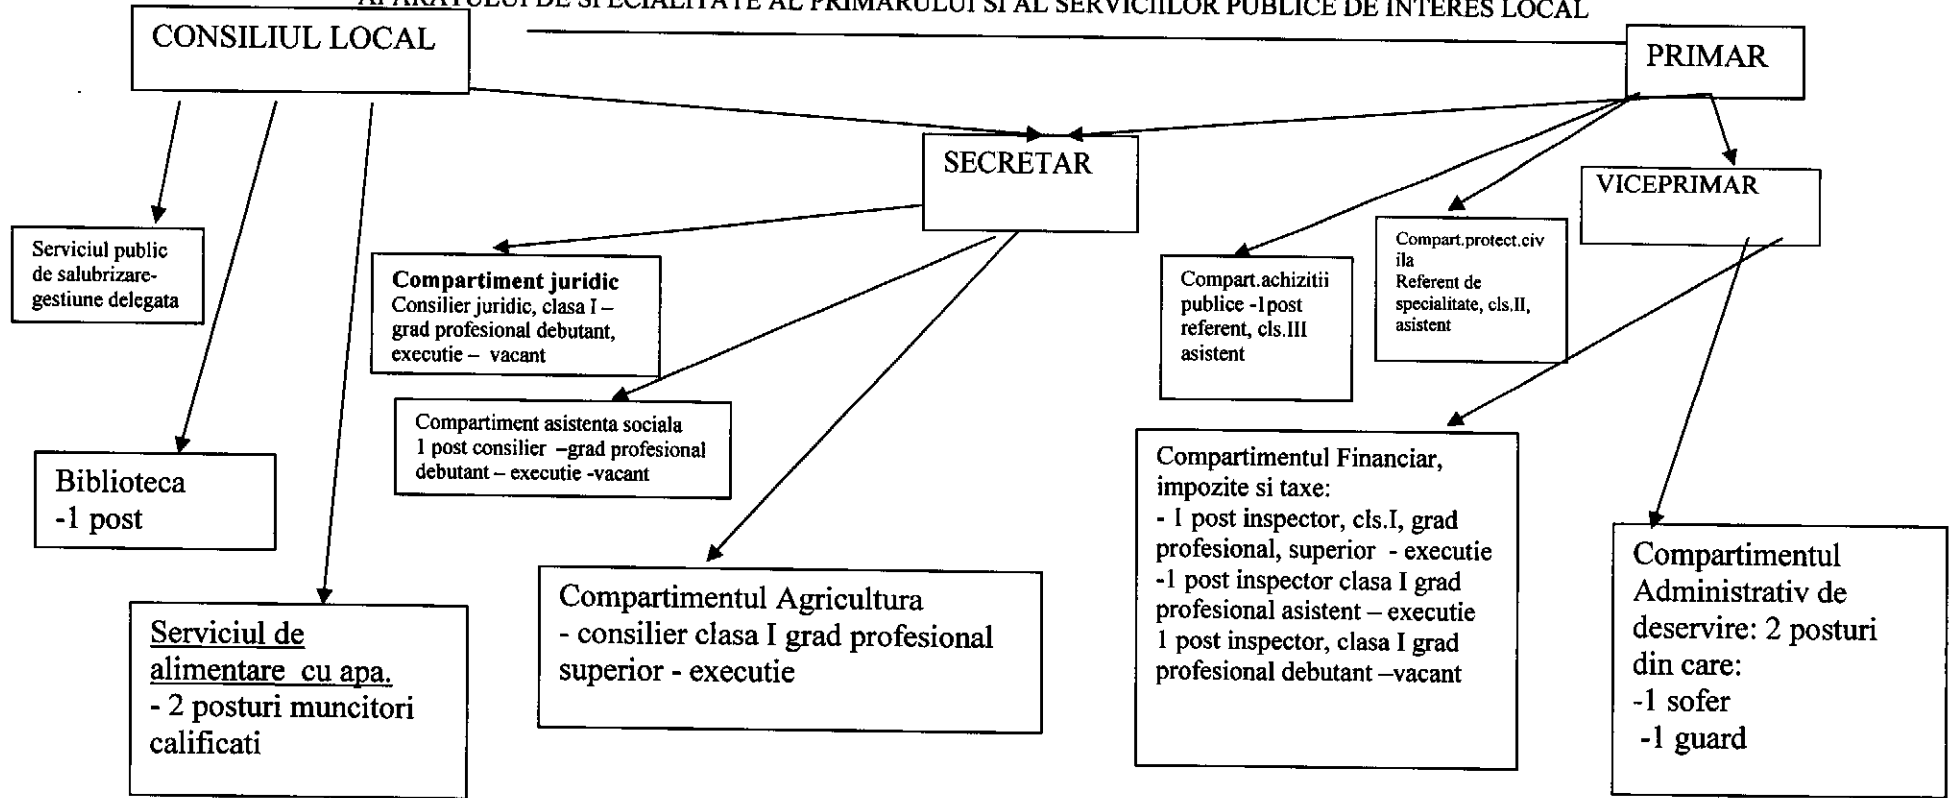 APARATULUI DE SPECIALITATE AL PRIMARULUI SI AL SERVICIILOR PUBLICE DE INTERES LOCAL
CONSILIUL LOCAL
PRIMAR
SECRETAR
VICEPRIMAR
Serviciul public
de salubrizare-
gestiune delegata
Compartiment juridic
Consilier juridic, clasa I –
grad profesional debutant,
executie – vacant
Compart.achizitii
publice -1post
referent, cls.III
asistent
Compart.protect.civ
ila
Referent de
specialitate, cls.II,
asistent
Compartiment asistenta sociala
1 post consilier –grad profesional
debutant – executie -vacant
Biblioteca
-1 post
Serviciul de
alimentare cu apa.
- 2 posturi muncitori
calificati
Compartimentul Agricultura
- consilier clasa I grad profesional
superior - executie
Compartimentul Financiar,
impozite si taxe:
- 1 post inspector, cls.I, grad
profesional, superior - executie
-1 post inspector clasa I grad
profesional asistent – executie
1 post inspector, clasa I grad
profesional debutant –vacant
Compartimentul
Administrativ de
deservire: 2 posturi
din care:
-1 sofer
-1 guard